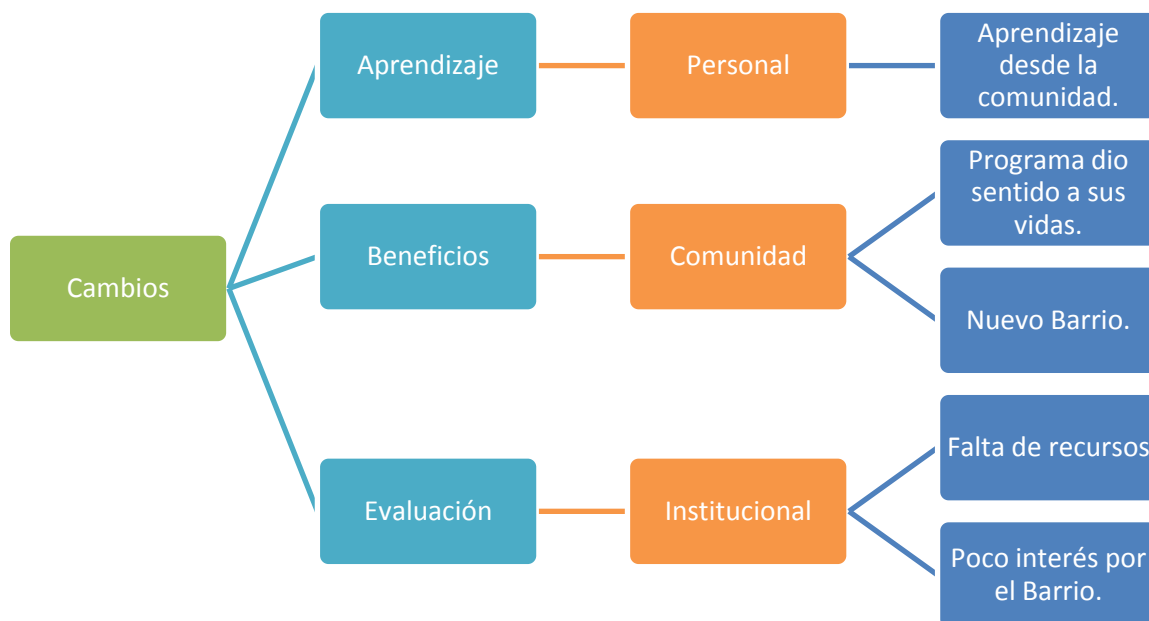 Aprendizaje
Personal
Aprendizaje
desde la
comunidad.
Programa dio
sentido a sus
vidas.
Beneficios
Comunidad
Cambios
Nuevo Barrio.
Falta de recursos
Evaluación
Institucional
Poco interés por
el Barrio.